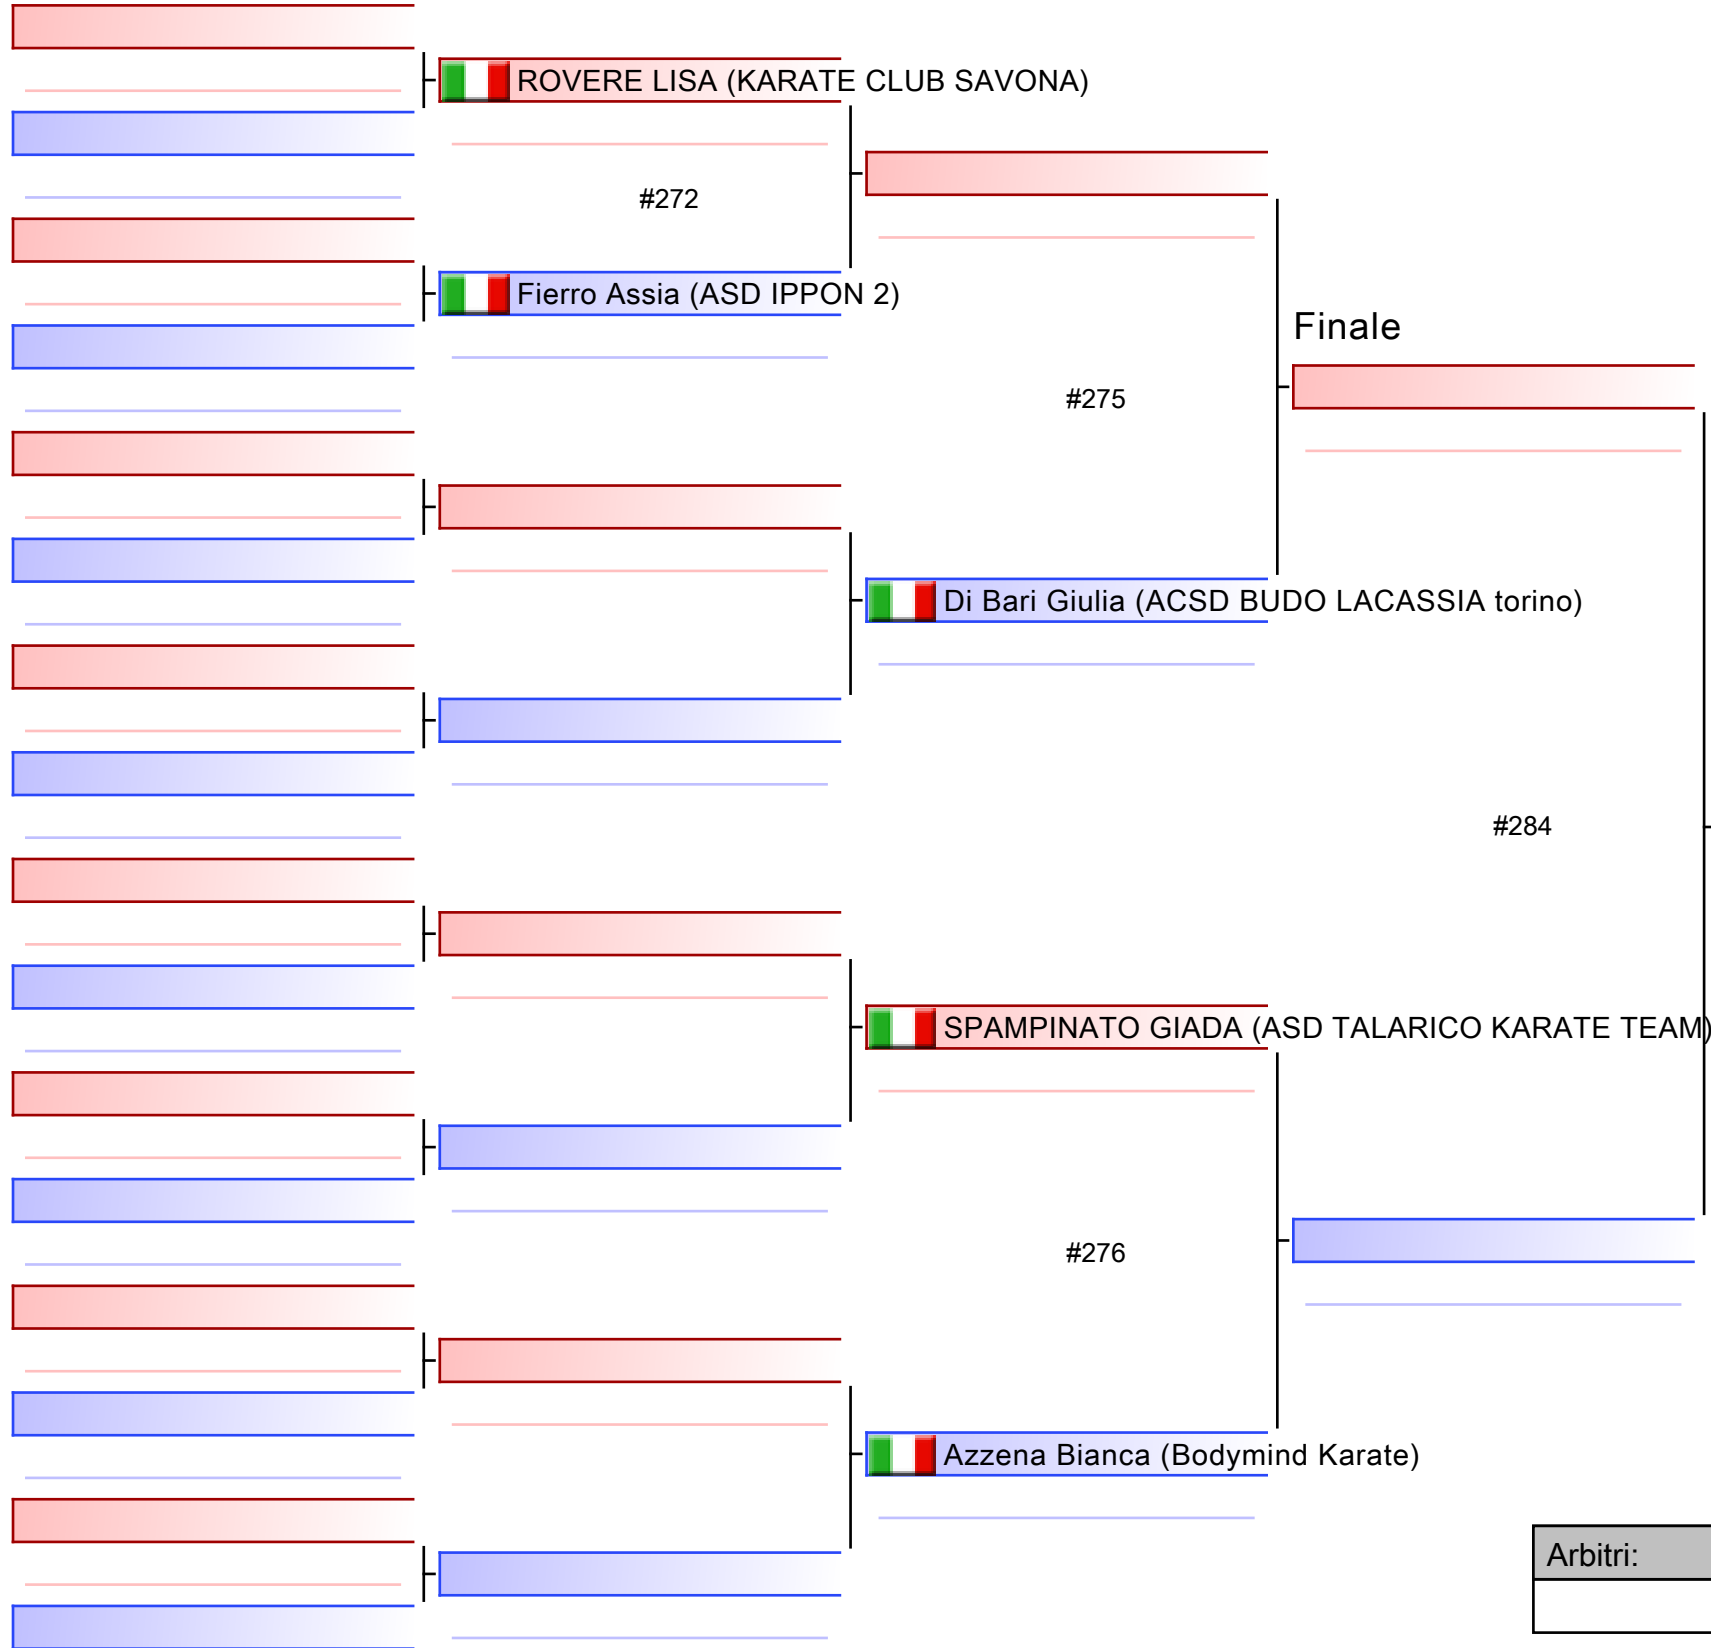 ROVERE LISA (KARATE CLUB SAVONA)
#272
Fierro Assia (ASD IPPON 2)
Finale
#275
Di Bari Giulia (ACSD BUDO LACASSIA torino)
#284
SPAMPINATO GIADA (ASD TALARICO KARATE TEAM)
#276
Azzena Bianca (Bodymind Karate)
Arbitri: